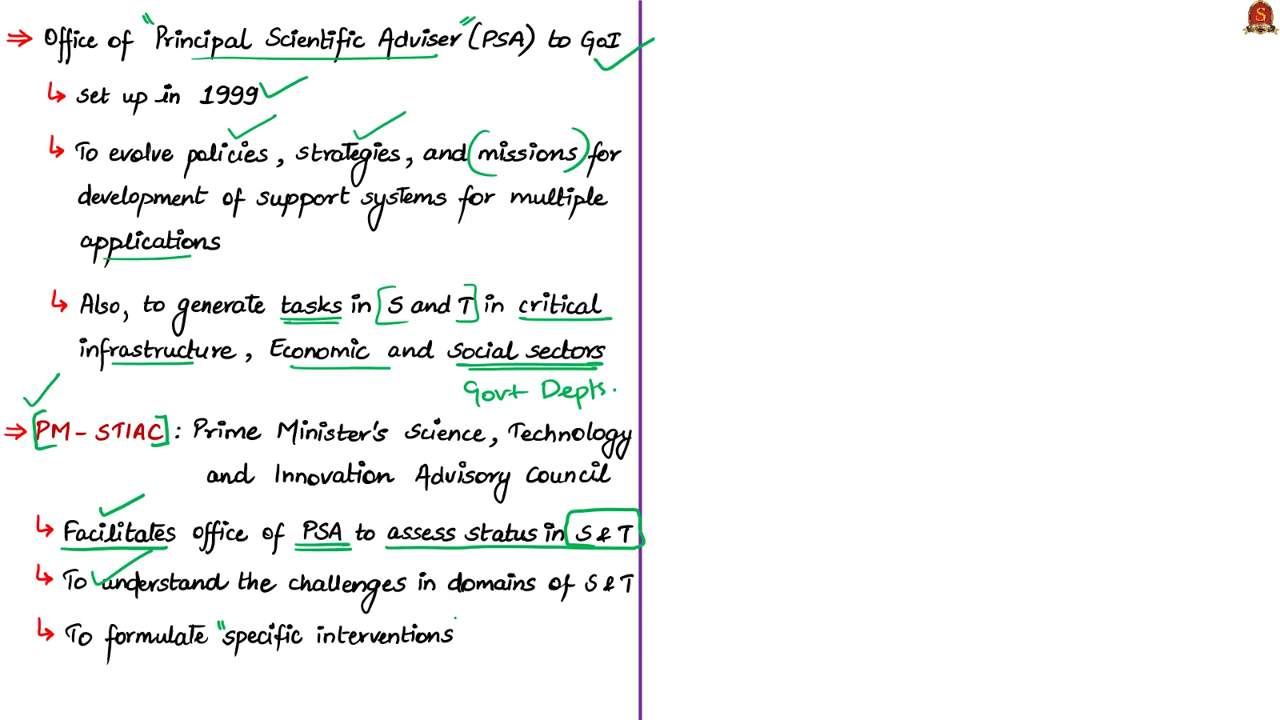 ⇒ Office of "Principal Scientific Adviser" (PSA) to GoI
↳ set up in 1999
↳ To evolve policies, strategies, and (missions) for
development of support systems for multiple
applications
↳ Also, to generate tasks in [S and T] in critical
infrastructure, Economic and social sectors
Govt Depts.
⇒ [PM-STIAC] : Prime Minister's Science, Technology
and Innovation Advisory Council
↳ Facilitates office of PSA to assess status in S & T
↳ To understand the challenges in domains of S & T
↳ To formulate "specific interventions
S